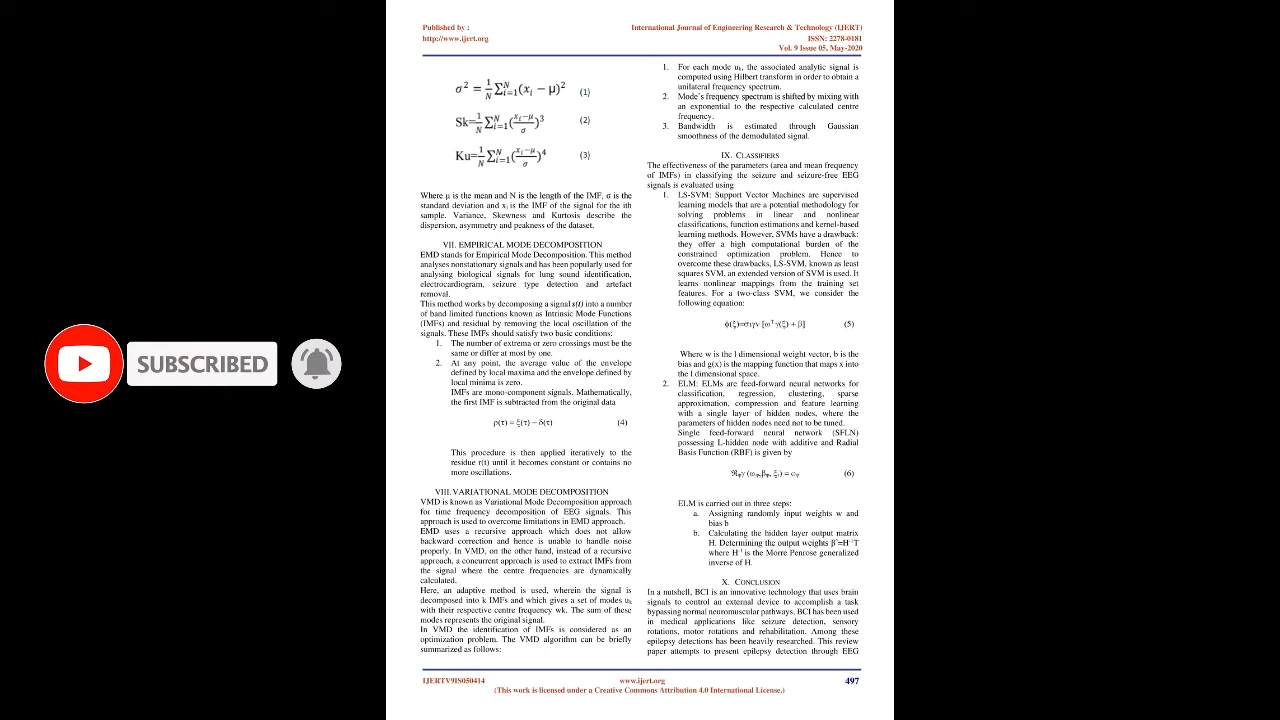 Published by :
http://www.ijert.org
International Journal of Engineering Research & Technology (IJERT)
ISSN: 2278-0181
Vol. 9 Issue 05, May-2020
σ² = 1/N ∑ᴺᵢ₌₁(xᵢ − µ)² (1)
Sk=1/N ∑ᴺᵢ₌₁((xᵢ−µ)/σ)³ (2)
Ku=1/N ∑ᴺᵢ₌₁((xᵢ−µ)/σ)⁴ (3)
Where µ is the mean and N is the length of the IMF, σ is the
standard deviation and xi is the IMF of the signal for the ith
sample. Variance, Skewness and Kurtosis describe the
dispersion, asymmetry and peakness of the dataset.
VII. EMPIRICAL MODE DECOMPOSITION
EMD stands for Empirical Mode Decomposition. This method
analyses nonstationary signals and has been popularly used for
analysing biological signals for lung sound identification,
electrocardiogram, seizure type detection and artefact
removal.
This method works by decomposing a signal s(t) into a number
of band limited functions known as Intrinsic Mode Functions
(IMFs) and residual by removing the local oscillation of the
signals. These IMFs should satisfy two basic conditions:
1. The number of extrema or zero crossings must be the
same or differ at most by one.
2. At any point, the average value of the envelope
defined by local maxima and the envelope defined by
local minima is zero.
IMFs are mono-component signals. Mathematically,
the first IMF is subtracted from the original data
ρ(τ) = ξ(τ) − δ(τ) (4)
This procedure is then applied iteratively to the
residue r(t) until it becomes constant or contains no
more oscillations.
VIII. VARIATIONAL MODE DECOMPOSITION
VMD is known as Variational Mode Decomposition approach
for time frequency decomposition of EEG signals. This
approach is used to overcome limitations in EMD approach.
EMD uses a recursive approach which does not allow
backward correction and hence is unable to handle noise
properly. In VMD, on the other hand, instead of a recursive
approach, a concurrent approach is used to extract IMFs from
the signal where the centre frequencies are dynamically
calculated.
Here, an adaptive method is used, wherein the signal is
decomposed into k IMFs and which gives a set of modes uk
with their respective centre frequency wk. The sum of these
modes represents the original signal.
In VMD the identification of IMFs is considered as an
optimization problem. The VMD algorithm can be briefly
summarized as follows:
1. For each mode uk, the associated analytic signal is
computed using Hilbert transform in order to obtain a
unilateral frequency spectrum.
2. Mode's frequency spectrum is shifted by mixing with
an exponential to the respective calculated centre
frequency.
3. Bandwidth is estimated through Gaussian
smoothness of the demodulated signal.
IX. CLASSIFIERS
The effectiveness of the parameters (area and mean frequency
of IMFs) in classifying the seizure and seizure-free EEG
signals is evaluated using
1. LS-SVM: Support Vector Machines are supervised
learning models that are a potential methodology for
solving problems in linear and nonlinear
classifications, function estimations and kernel-based
learning methods. However, SVMs have a drawback:
they offer a high computational burden of the
constrained optimization problem. Hence to
overcome these drawbacks, LS-SVM, known as least
squares SVM, an extended version of SVM is used. It
learns nonlinear mappings from the training set
features. For a two-class SVM, we consider the
following equation:
ϕ(ξ)=σιγν [ωᵀγ(ξ) + β] (5)
Where w is the l dimensional weight vector, b is the
bias and g(x) is the mapping function that maps x into
the l dimensional space.
2. ELM: ELMs are feed-forward neural networks for
classification, regression, clustering, sparse
approximation, compression and feature learning
with a single layer of hidden nodes, where the
parameters of hidden nodes need not to be tuned.
Single feed-forward neural network (SFLN)
possessing L-hidden node with additive and Radial
Basis Function (RBF) is given by
(6)
ELM is carried out in three steps:
a. Assigning randomly input weights w and
bias b
b. Calculating the hidden layer output matrix
H. Determining the output weights β*=H⁻¹T
where H⁻¹ is the Morre Penrose generalized
inverse of H.
X. CONCLUSION
In a nutshell, BCI is an innovative technology that uses brain
signals to control an external device to accomplish a task
bypassing normal neuromuscular pathways. BCI has been used
in medical applications like seizure detection, sensory
rotations, motor rotations and rehabilitation. Among these
epilepsy detections has been heavily researched. This review
paper attempts to present epilepsy detection through EEG
IJERTV9IS050414
www.ijert.org
497
(This work is licensed under a Creative Commons Attribution 4.0 International License.)
SUBSCRIBED